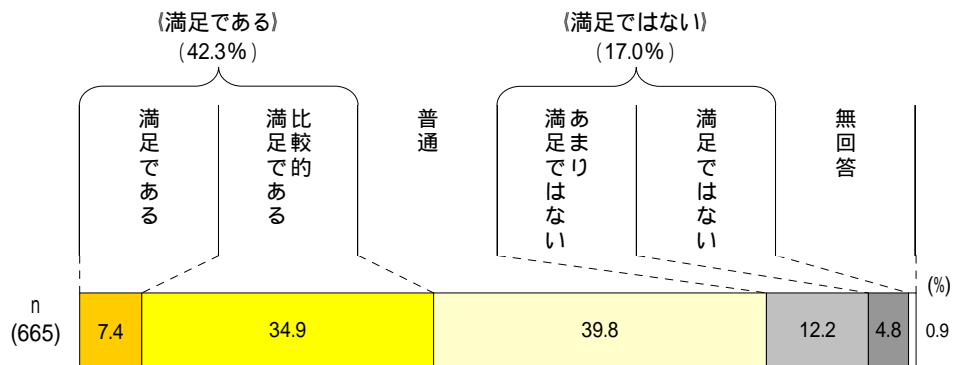 《満足である》
(42.3%)
《満足ではない》
(17.0%)
満足である
比較的
満足である
普通
あまり
満足ではない
満足ではない
無回答
(%)
n
(665)
7.4
34.9
39.8
12.2
4.8
0.9